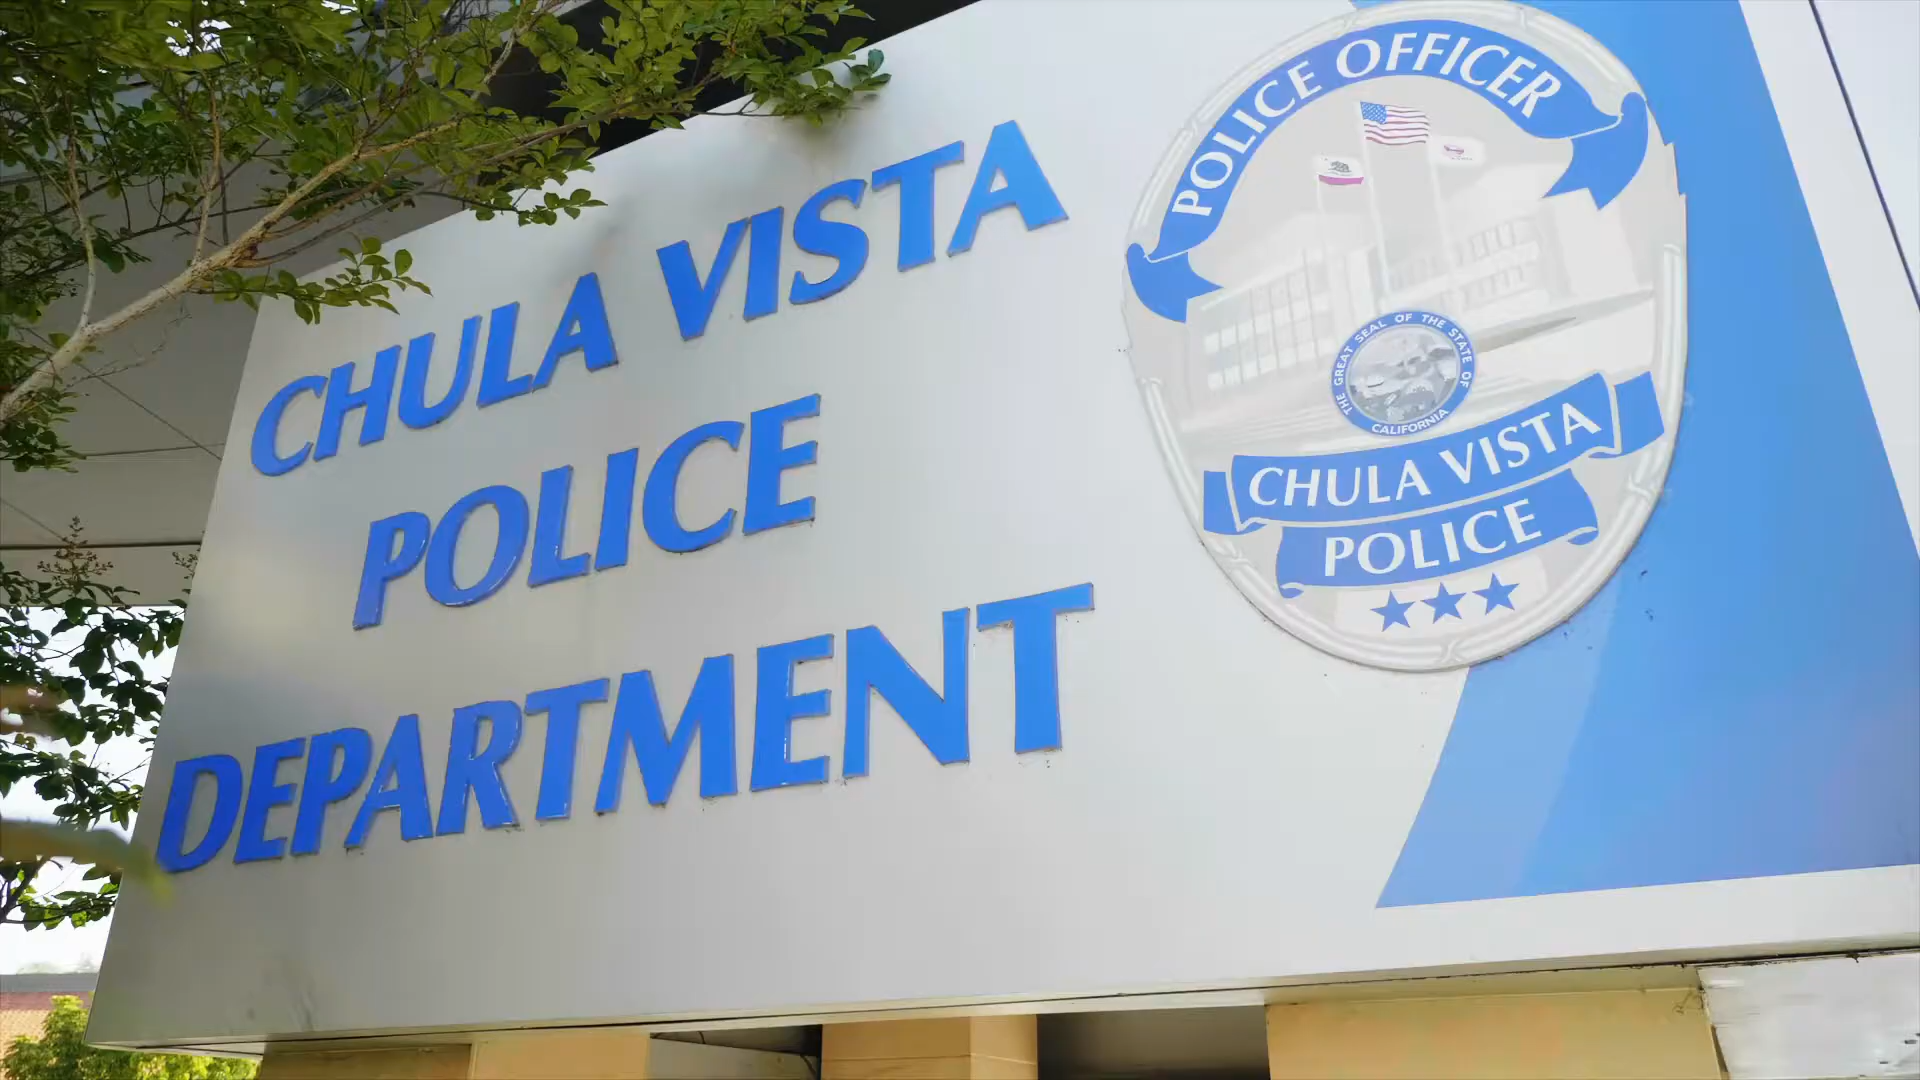 CHULA VISTA
POLICE
DEPARTMENT
POLICE OFFICER
THE GREAT SEAL OF THE STATE OF
CALIFORNIA
CHULA VISTA
POLICE